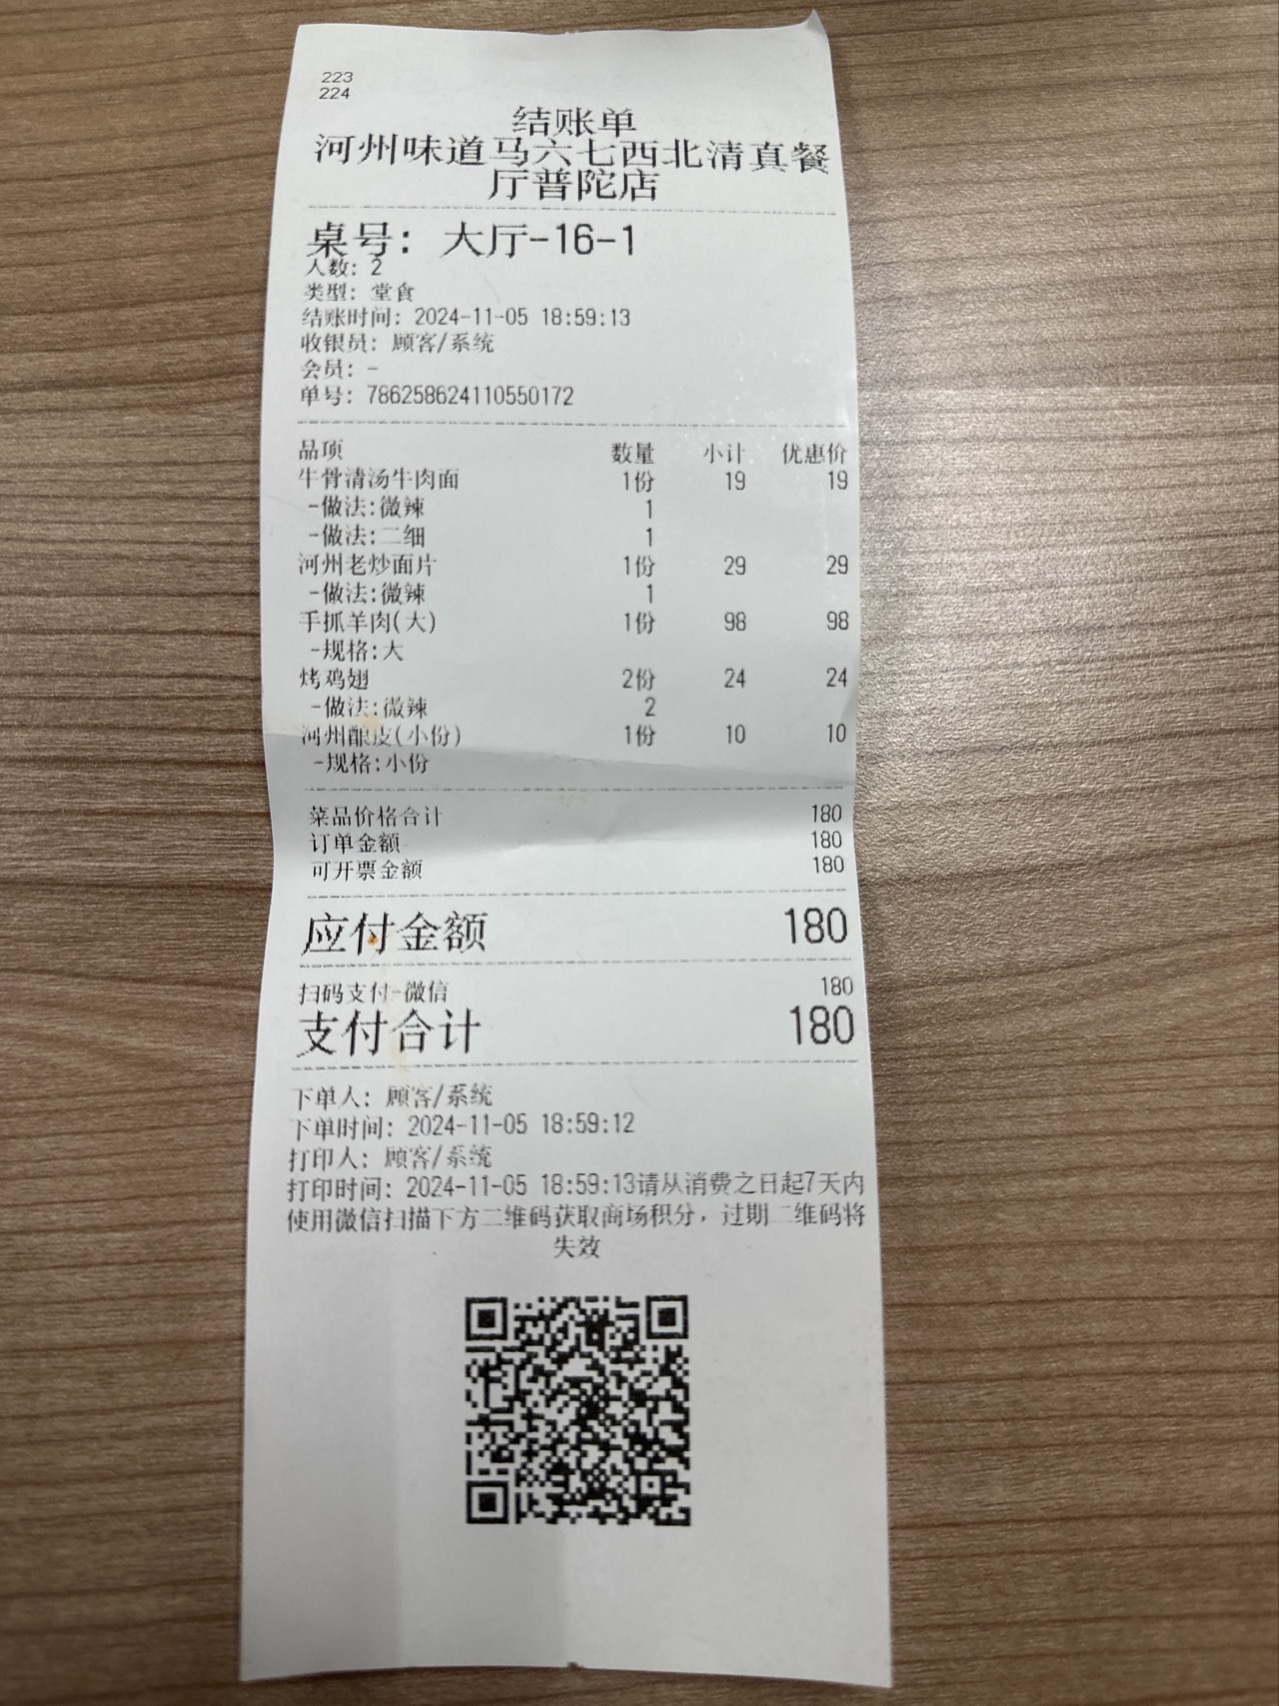 223
224
结账单
河州味道马六七西北清真餐
厅普陀店
桌号: 大厅-16-1
人数: 2
类型: 堂食
结账时间: 2024-11-05 18:59:13
收银员: 顾客/系统
会员: -
单号: 786258624110550172
品项 数量 小计 优惠价
牛骨清汤牛肉面 1份 19 19
-做法:微辣 1
-做法:二细 1
河州老炒面片 1份 29 29
-做法:微辣 1
手抓羊肉(大) 1份 98 98
-规格:大
烤鸡翅 2份 24 24
-做法:微辣 2
河州酿皮(小份) 1份 10 10
-规格:小份
菜品价格合计 180
订单金额 180
可开票金额 180
应付金额 180
扫码支付-微信 180
支付合计 180
下单人: 顾客/系统
下单时间: 2024-11-05 18:59:12
打印人: 顾客/系统
打印时间: 2024-11-05 18:59:13请从消费之日起7天内
使用微信扫描下方二维码获取商场积分，过期二维码将
失效